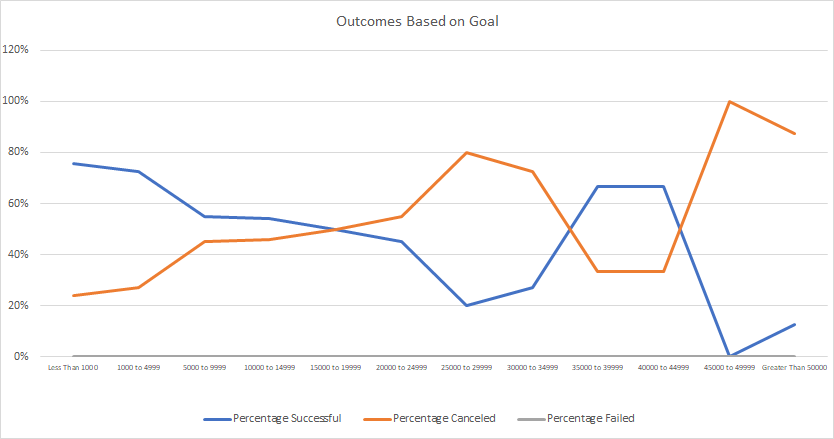 Outcomes Based on Goal
120%
100%
80%
60%
40%
20%
0%
Less Than 1000 1000 to 4999 5000 to 9999 10000 to 14999 15000 to 19999 20000 to 24999 25000 to 29999 30000 to 34999 35000 to 39999 40000 to 44999 45000 to 49999 Greater Than 50000
Percentage Successful Percentage Canceled Percentage Failed